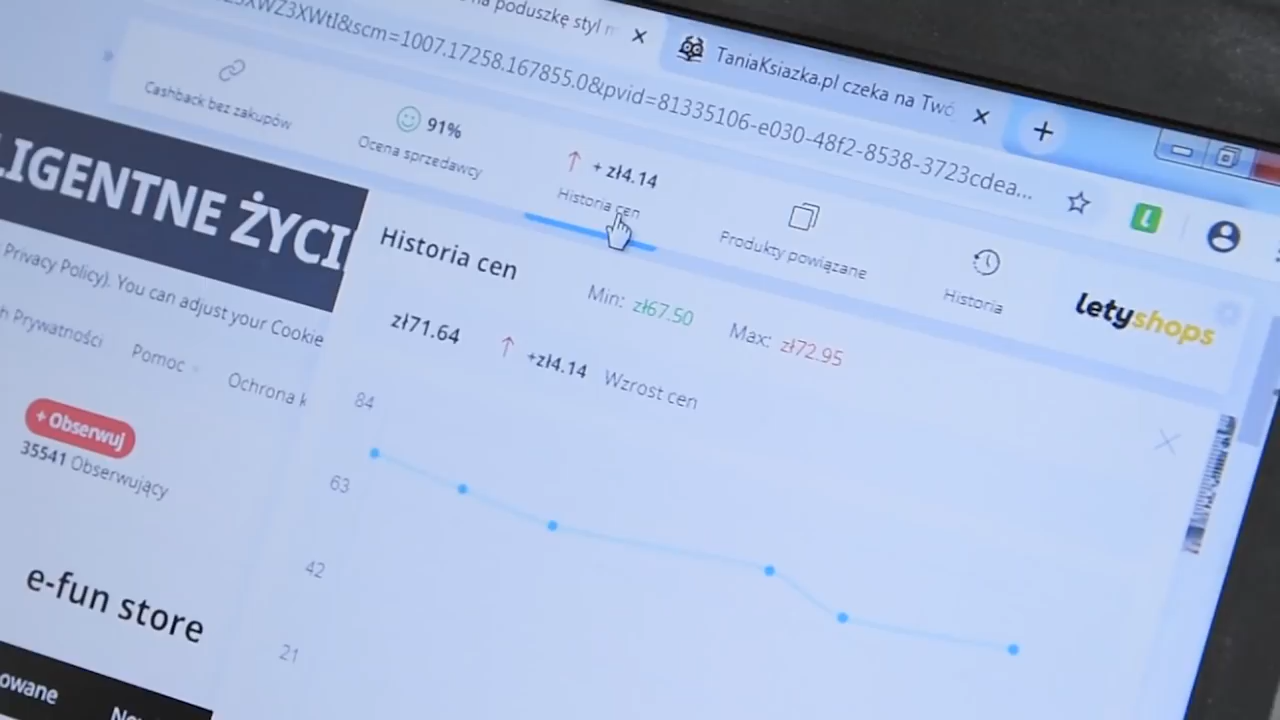 na poduszkę styl
TaniaKsiazka.pl czeka na Twó
XWZ3XWtI&scm=1007.17258.167855.0&pvid=81335106-e030-48f2-8538-3723cdea...
Cashback bez zakupów
91%
Ocena sprzedawcy
+ zł4.14
Historia cen
Produkty powiązane
Historia
letyshops
LIGENTNE ŻYCI
Privacy Policy). You can adjust your Cookie
h Prywatności
Pomoc
Ochrona k
+ Obserwuj
35541 Obserwujący
e-fun store
owane
Historia cen
Min: zł67.50
Max: zł72.95
zł71.64
+zł4.14 Wzrost cen
84
63
42
21